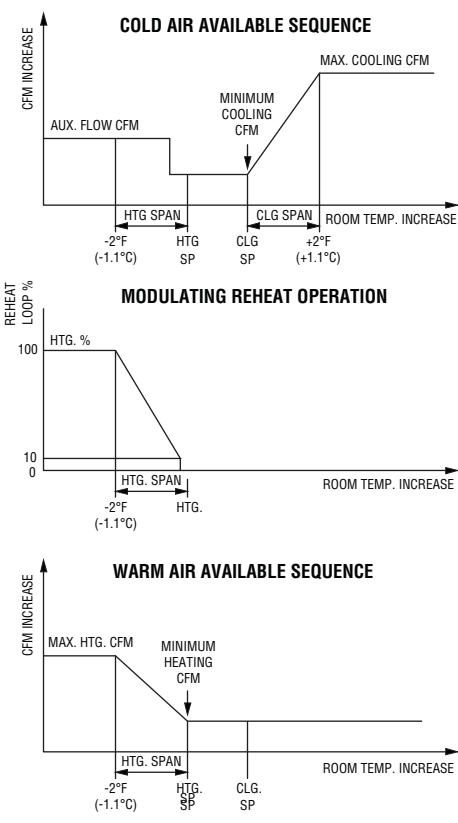 COLD AIR AVAILABLE SEQUENCE
CFM INCREASE
MAX. COOLING CFM
MINIMUM
COOLING
CFM
AUX. FLOW CFM
HTG SPAN
CLG SPAN
ROOM TEMP. INCREASE
-2°F
(-1.1°C)
HTG
SP
CLG
SP
+2°F
(+1.1°C)
MODULATING REHEAT OPERATION
REHEAT
LOOP %
HTG. %
100
10
0
HTG. SPAN
ROOM TEMP. INCREASE
-2°F
(-1.1°C)
HTG.
WARM AIR AVAILABLE SEQUENCE
CFM INCREASE
MAX. HTG. CFM
MINIMUM
HEATING
CFM
HTG. SPAN
ROOM TEMP. INCREASE
-2°F
(-1.1°C)
HTG.
SP
SP
CLG.
SP